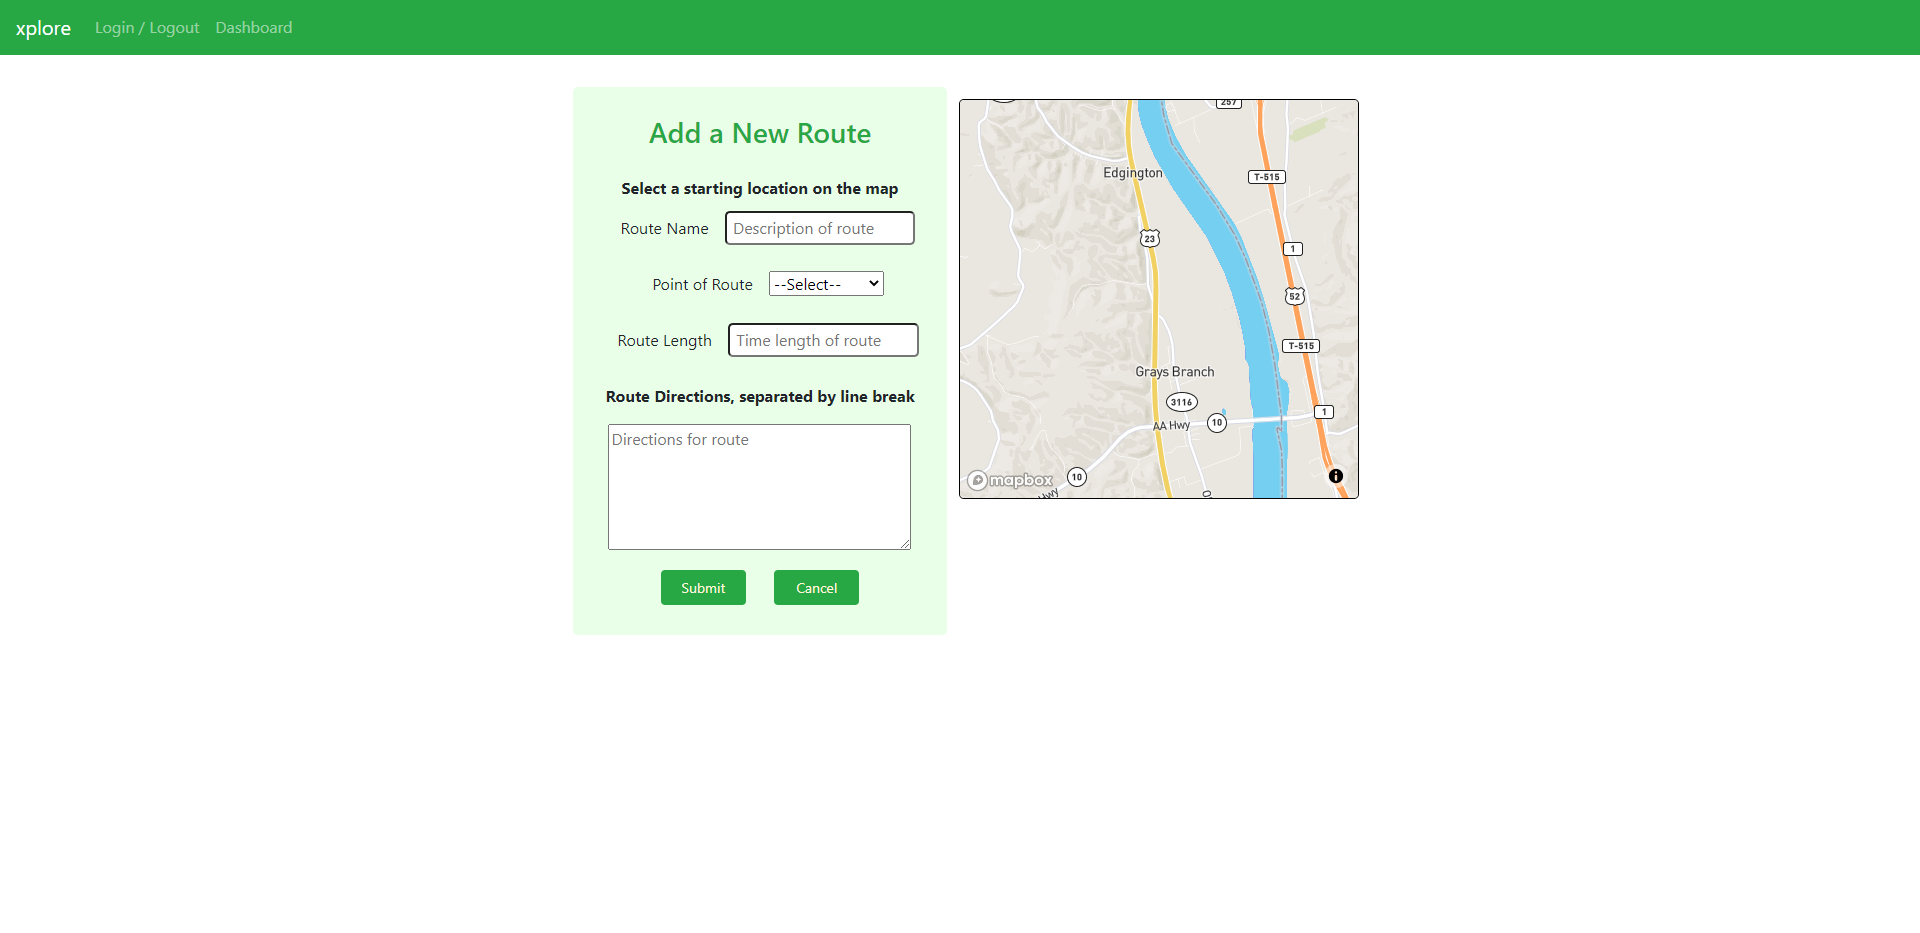 xplore Login / Logout Dashboard
Add a New Route
Select a starting location on the map
Route Name Description of route
Point of Route --Select--
Route Length Time length of route
Route Directions, separated by line break
Directions for route
Submit Cancel
257
Edgington
T-515
23
1
52
T-515
Grays Branch
3116
1
AA Hwy 10
10
mapbox
Hwy